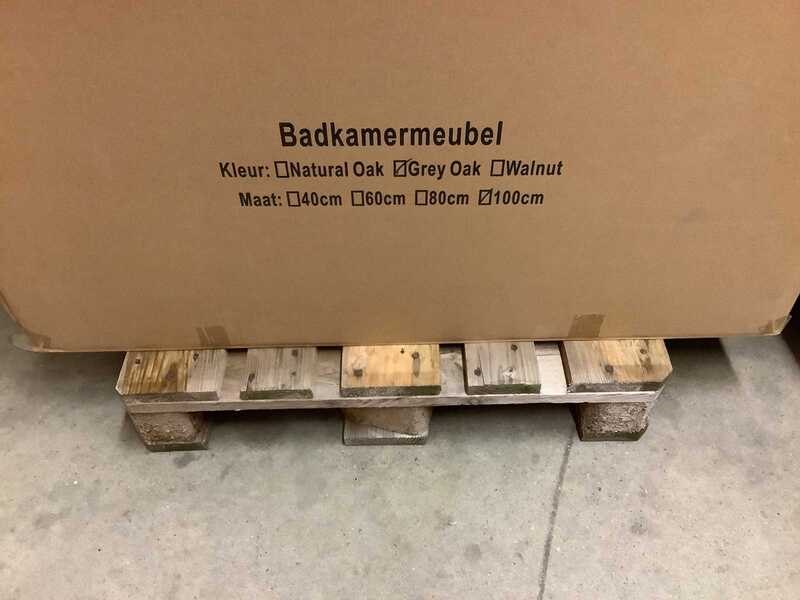 Badkamermeubel
Kleur: ☐Natural Oak ☑Grey Oak ☐Walnut
Maat: ☐40cm ☐60cm ☐80cm ☑100cm